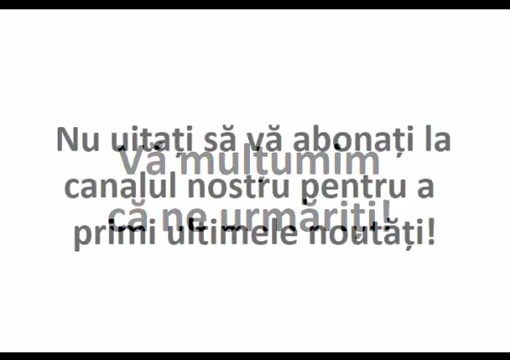 Nu uitați să vă abonați la
Vă mulțumim
canalul nostru pentru a
că ne urmăriți!
primi ultimele noutăți!